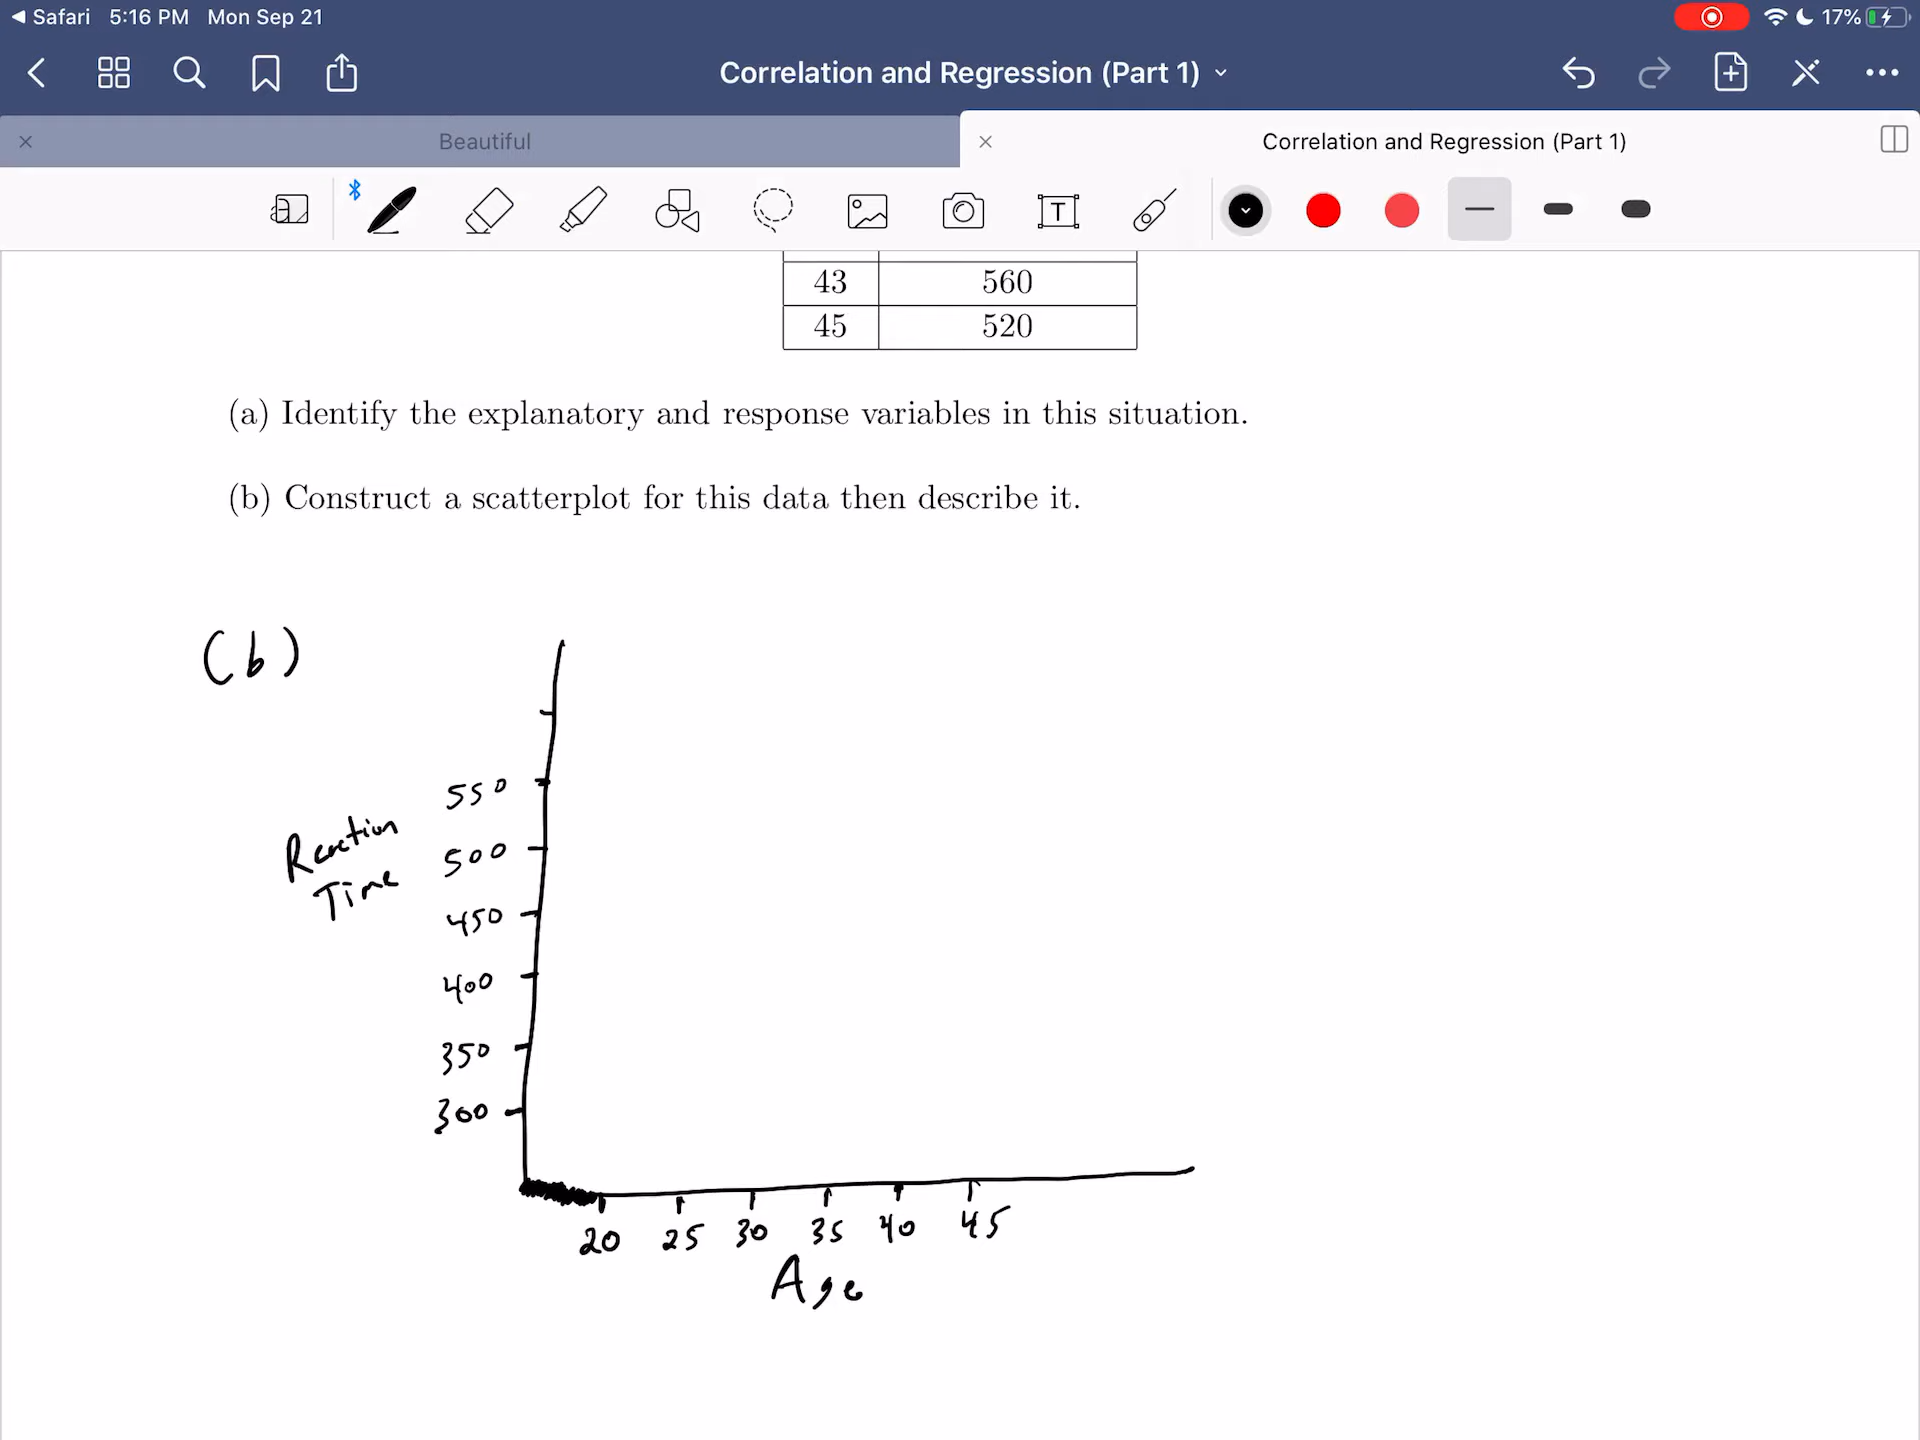 Safari 5:16 PM Mon Sep 21 17%
Correlation and Regression (Part 1)
Beautiful
Correlation and Regression (Part 1)
43 560
45 520
(a) Identify the explanatory and response variables in this situation.
(b) Construct a scatterplot for this data then describe it.
(b)
550
Reaction
Time
500
450
400
350
300
20 25 30 35 40 45
Age